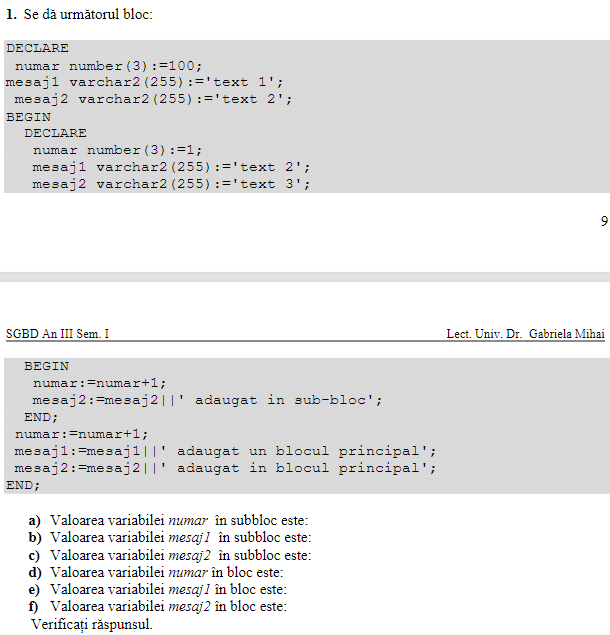 1. Se dă următorul bloc:
DECLARE
numar number(3):=100;
mesaj1 varchar2(255):='text 1';
mesaj2 varchar2(255):='text 2';
BEGIN
DECLARE
numar number(3):=1;
mesaj1 varchar2(255):='text 2';
mesaj2 varchar2(255):='text 3';
9
SGBD An III Sem. I Lect. Univ. Dr. Gabriela Mihai
BEGIN
numar:=numar+1;
mesaj2:=mesaj2||' adaugat in sub-bloc';
END;
numar:=numar+1;
mesaj1:=mesaj1||' adaugat un blocul principal';
mesaj2:=mesaj2||' adaugat in blocul principal';
END;
a) Valoarea variabilei numar în subbloc este:
b) Valoarea variabilei mesaj1 în subbloc este:
c) Valoarea variabilei mesaj2 în subbloc este:
d) Valoarea variabilei numar în bloc este:
e) Valoarea variabilei mesaj1 în bloc este:
f) Valoarea variabilei mesaj2 în bloc este:
Verificați răspunsul.